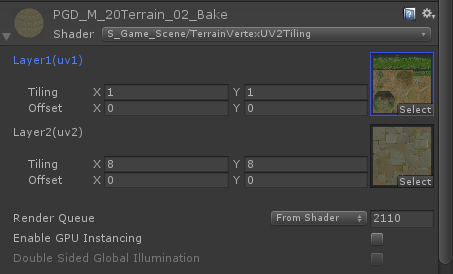 PGD_M_20Terrain_02_Bake
Shader S_Game_Scene/TerrainVertexUV2Tiling
Layer1(uv1)
Tiling X 1 Y 1
Offset X 0 Y 0
Select
Layer2(uv2)
Tiling X 8 Y 8
Offset X 0 Y 0
Select
Render Queue From Shader 2110
Enable GPU Instancing
Double Sided Global Illumination